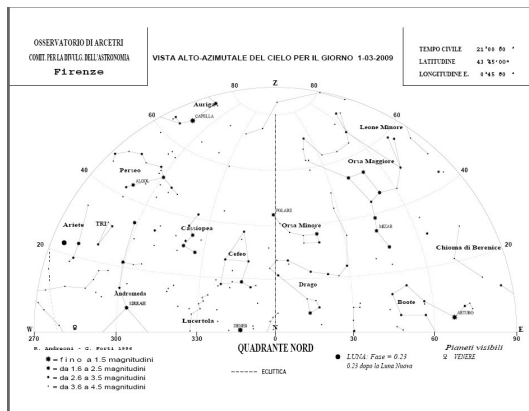 OSSERVATORIO DI ARCETRI
COMIT. PER LA DIVULG. DELL'ASTRONOMIA
Firenze
VISTA ALTO-AZIMUTALE DEL CIELO PER IL GIORNO 1-03-2009
TEMPO CIVILE 21°00
LATITUDINE
LONGITUDINE E.
Z
80 80
Auriga
CAPELLA
60 60
Leone Minore
Orsa Maggiore
Perseo
ALGOL
40 40
POLARE
Ariete
TRI'
Cassiopea
Orsa Minore
MIZAR
20 20
Cefeo
Chioma di Berenice
Andromeda
SIRRAH
Drago
Boote
Lucertola
DENEB
ARTURO
W N E
270 300 330 0 30 60 90
R. Andreoni - G. Forti 1996
QUADRANTE NORD
fino a 1.5 magnitudini
da 1.6 a 2.5 magnitudini
da 2.6 a 3.5 magnitudini
da 3.6 a 4.5 magnitudini
ECLITTICA
LUNA: Fase = 0.23
0.23 dopo la Luna Nuova
Pianeti visibili
♀ VENERE